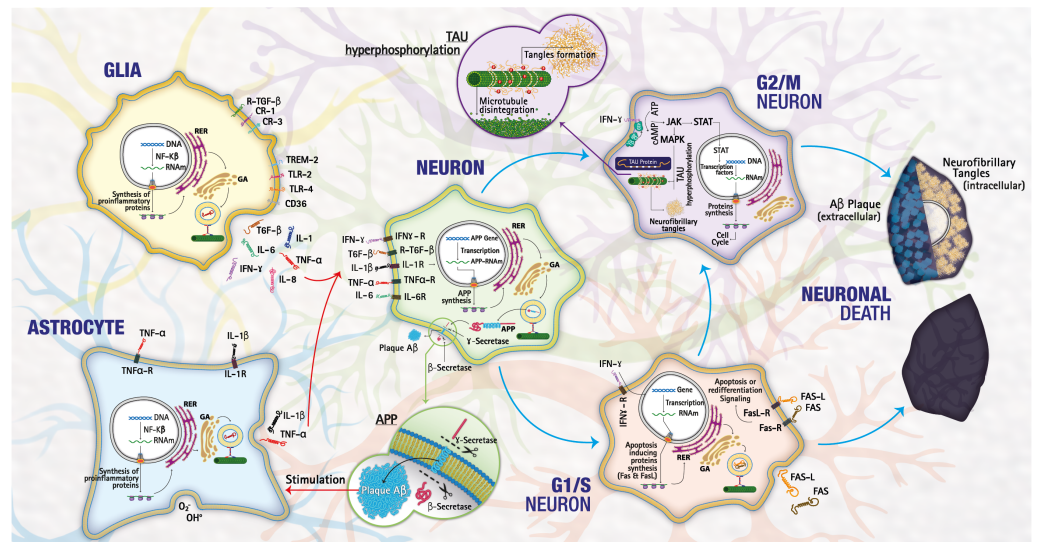 TAU
hyperphosphorylation
Tangles formation
Microtubule
disintegration
GLIA
R-TGF-β
CR-1
CR-3
RER
DNA
NF-Kβ
RNAm
Synthesis of
proinflammatory
proteins
GA
TREM-2
TLR-2
TLR-4
CD36
T6F-β
IL-1
IL-6
TNF-α
IFN-ɤ
IL-8
NEURON
IFN-ɤ
IFNɤ-R
T6F-β
R-T6F-β
IL-1β
IL-1R
TNF-α
TNFα-R
IL-6
IL-6R
APP Gene
Transcription
APP-RNAm
APP
synthesis
RER
GA
APP
ɤ-Secretase
Plaque Aβ
β-Secretase
G2/M
NEURON
IFN-ɤ
ATP
cAMP
JAK
STAT
MAPK
TAU Protein
TAU
hyperphosphorylation
Neurofibrillary
tangles
STAT
Transcription
factors
DNA
RNAm
Proteins
synthesis
Cell
Cycle
Neurofibrillary
Tangles
(intracellular)
Aβ Plaque
(extracellular)
NEURONAL
DEATH
ASTROCYTE
TNF-α
TNFα-R
IL-1β
IL-1R
RER
GA
DNA
NF-Kβ
RNAm
Synthesis of
proinflammatory
proteins
IL-1β
TNF-α
O₂⁻
OH°
Stimulation
APP
ɤ-Secretase
Plaque Aβ
β-Secretase
G1/S
NEURON
IFN-ɤ
IFNɤ - R
Gene
Transcription
RNAm
Apoptosis
inducing
proteins
synthesis
(Fas & FasL)
RER
GA
Apoptosis or
redifferentiation
Signaling
FasL-R
Fas-R
FAS-L
FAS
FAS-L
FAS